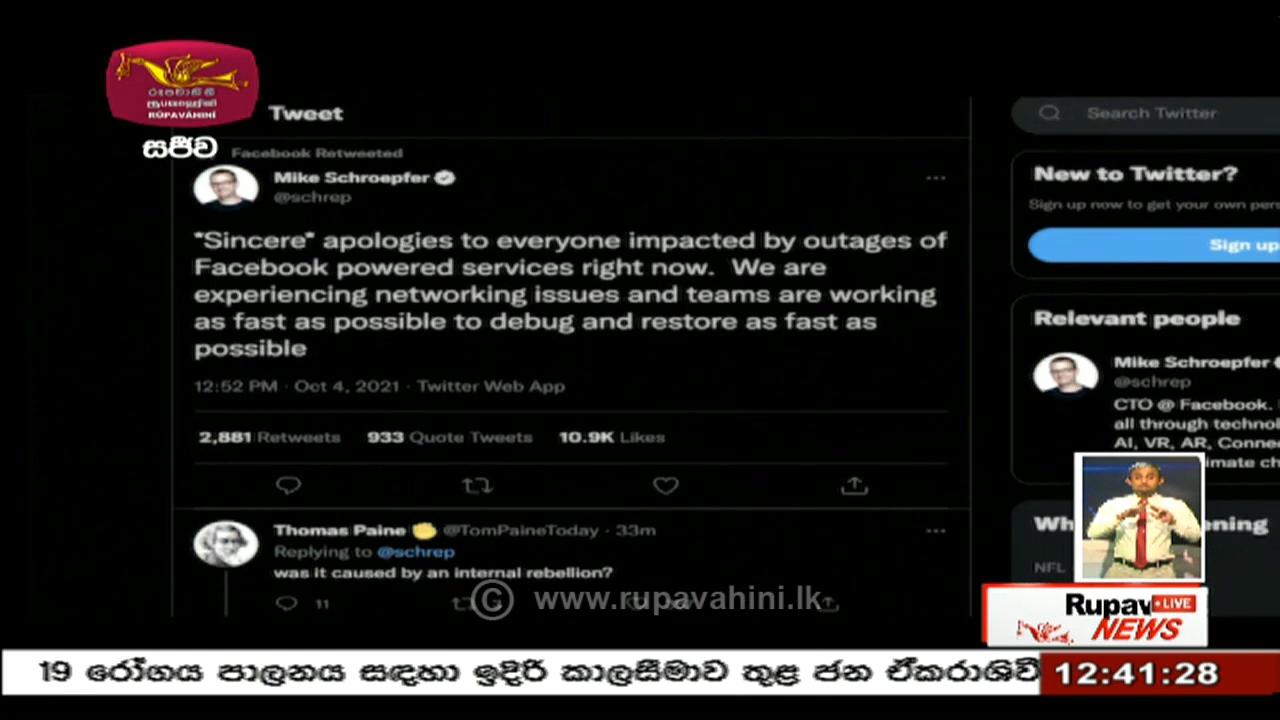 රූපවාහිනී
ரூபவாஹினி
RŪPAVĀHINĪ
සජීව
Tweet
Facebook Retweeted
Mike Schroepfer
@schrep
*Sincere* apologies to everyone impacted by outages of
Facebook powered services right now. We are
experiencing networking issues and teams are working
as fast as possible to debug and restore as fast as
possible
12:52 PM · Oct 4, 2021 · Twitter Web App
2,881 Retweets 933 Quote Tweets 10.9K Likes
Thomas Paine @TomPaineToday · 33m
Replying to @schrep
was it caused by an internal rebellion?
11
© www.rupavahini.lk
Search Twitter
New to Twitter?
Sign up now to get your own pers
Sign up
Relevant people
Mike Schroepfer
@schrep
CTO @ Facebook.
all through technol
AI, VR, AR, Connec
imate ch
Wh ening
NFL
Rupav LIVE
NEWS
19 රෝගය පාලනය සඳහා ඉදිරි කාලසීමාව තුළ ජන ඒකරාශිවී
12:41:28